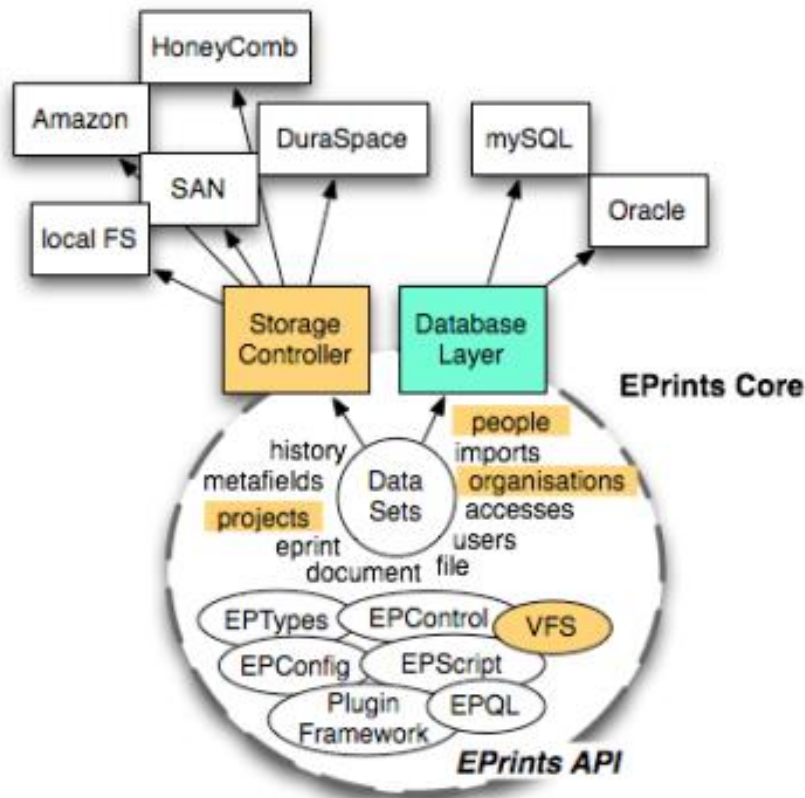 HoneyComb
Amazon
DuraSpace
mySQL
SAN
Oracle
local FS
Storage
Controller
Database
Layer
EPrints Core
people
history
imports
metafields
Data
Sets
organisations
projects
accesses
eprint
users
document
file
EPTypes
EPControl
VFS
EPConfig
EPScript
Plugin
Framework
EPQL
EPrints API